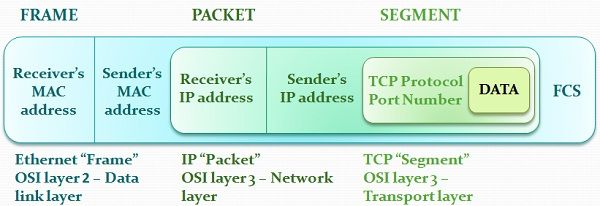 FRAME PACKET SEGMENT
Receiver's MAC address
Sender's MAC address
Receiver's IP address
Sender's IP address
TCP Protocol Port Number
DATA
FCS
Ethernet “Frame”
OSI layer 2 – Data
link layer
IP “Packet”
OSI layer 3 – Network
layer
TCP “Segment”
OSI layer 3 –
Transport layer